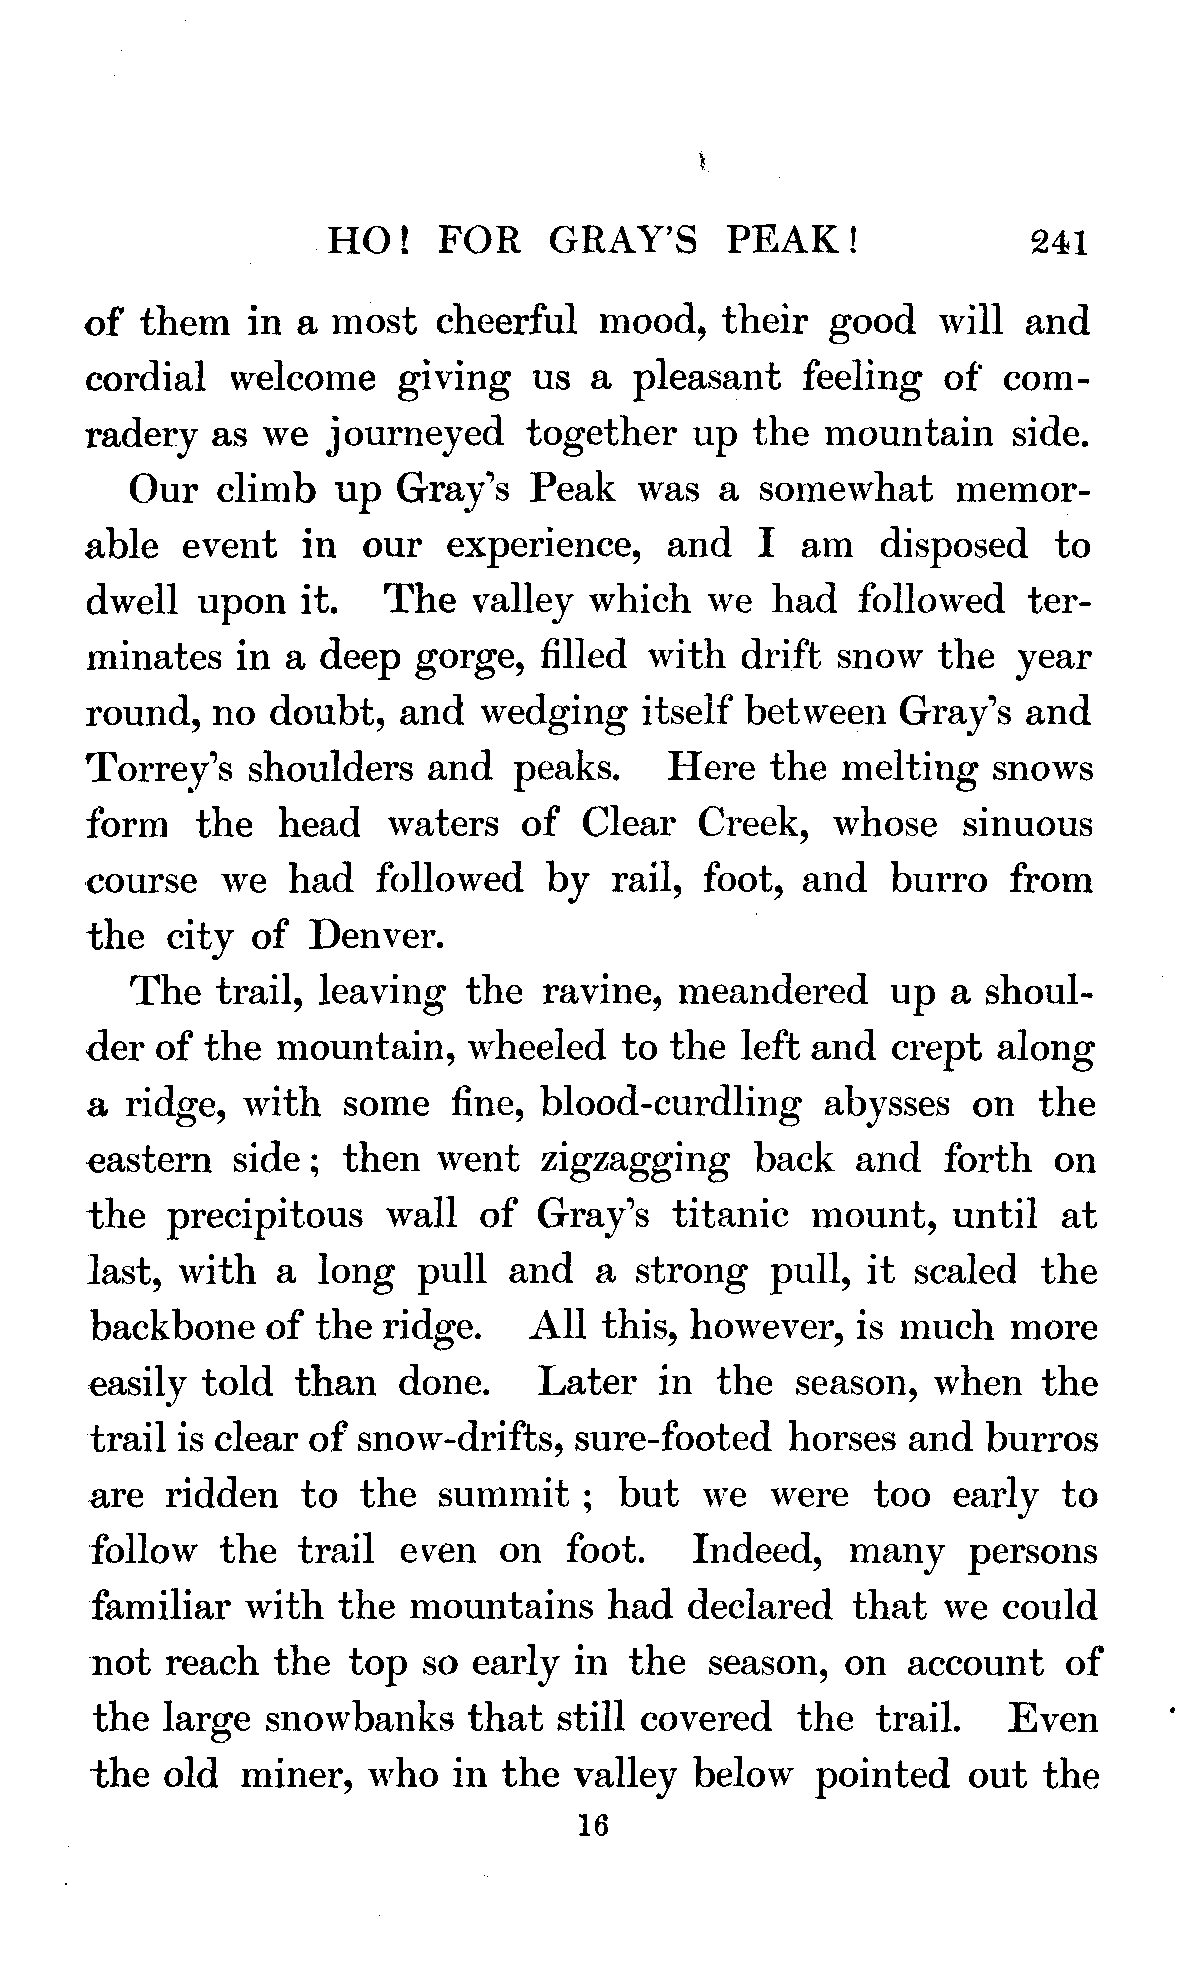 HO! FOR GRAY'S PEAK! 241
of them in a most cheerful mood, their good will and
cordial welcome giving us a pleasant feeling of com-
radery as we journeyed together up the mountain side.
Our climb up Gray's Peak was a somewhat memor-
able event in our experience, and I am disposed to
dwell upon it. The valley which we had followed ter-
minates in a deep gorge, filled with drift snow the year
round, no doubt, and wedging itself between Gray's and
Torrey's shoulders and peaks. Here the melting snows
form the head waters of Clear Creek, whose sinuous
course we had followed by rail, foot, and burro from
the city of Denver.
The trail, leaving the ravine, meandered up a shoul-
der of the mountain, wheeled to the left and crept along
a ridge, with some fine, blood-curdling abysses on the
eastern side; then went zigzagging back and forth on
the precipitous wall of Gray's titanic mount, until at
last, with a long pull and a strong pull, it scaled the
backbone of the ridge. All this, however, is much more
easily told than done. Later in the season, when the
trail is clear of snow-drifts, sure-footed horses and burros
are ridden to the summit; but we were too early to
follow the trail even on foot. Indeed, many persons
familiar with the mountains had declared that we could
not reach the top so early in the season, on account of
the large snowbanks that still covered the trail. Even
the old miner, who in the valley below pointed out the
16